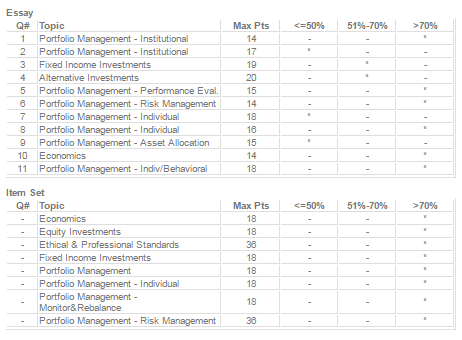 Essay
Q# Topic Max Pts <=50% 51%-70% >70%
1 Portfolio Management - Institutional 14 - - *
2 Portfolio Management - Institutional 17 * - -
3 Fixed Income Investments 19 - * -
4 Alternative Investments 20 - * -
5 Portfolio Management - Performance Eval. 15 - - *
6 Portfolio Management - Risk Management 14 - - *
7 Portfolio Management - Individual 18 * - -
8 Portfolio Management - Individual 16 - - *
9 Portfolio Management - Asset Allocation 15 * - -
10 Economics 14 - - *
11 Portfolio Management - Indiv/Behavioral 18 - - *
Item Set
Q# Topic Max Pts <=50% 51%-70% >70%
- Economics 18 - - *
- Equity Investments 18 - - *
- Ethical & Professional Standards 36 - - *
- Fixed Income Investments 18 - - *
- Portfolio Management 18 - - *
- Portfolio Management - Individual 18 - - *
- Portfolio Management -
Monitor&Rebalance 18 - - *
- Portfolio Management - Risk Management 36 - - *